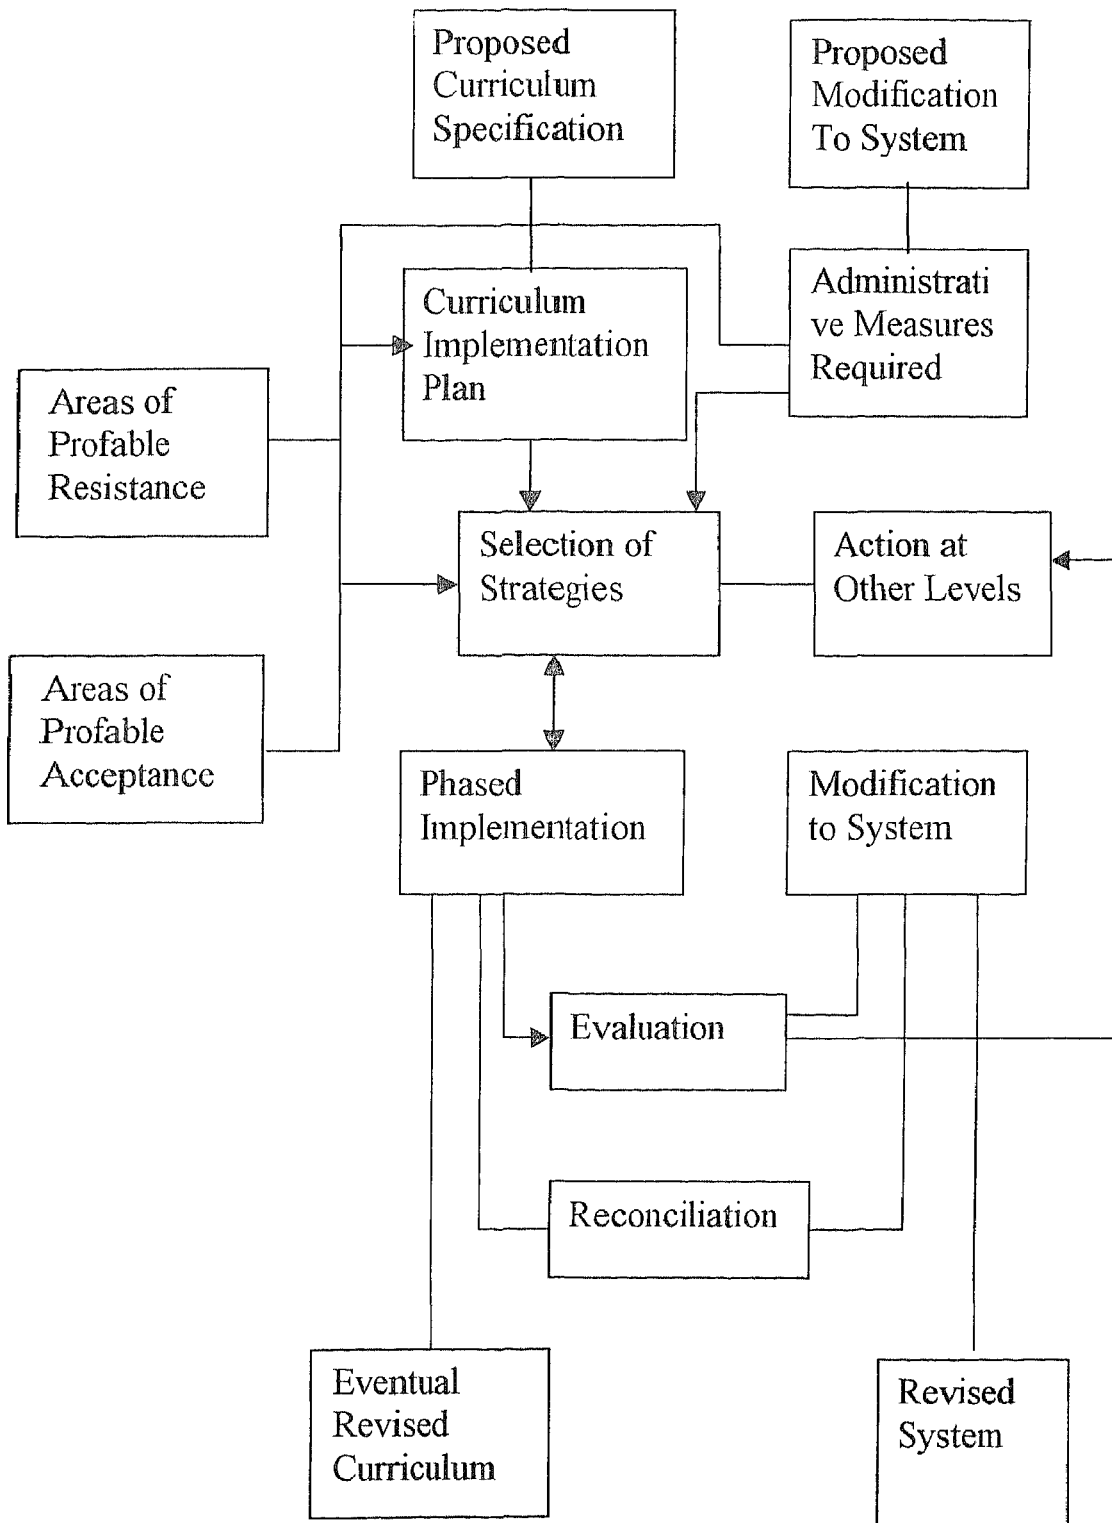 Proposed
Curriculum
Specification
Proposed
Modification
To System
Curriculum
Implementation
Plan
Administrati
ve Measures
Required
Areas of
Profable
Resistance
Selection of
Strategies
Action at
Other Levels
Areas of
Profable
Acceptance
Phased
Implementation
Modification
to System
Evaluation
Reconciliation
Eventual
Revised
Curriculum
Revised
System